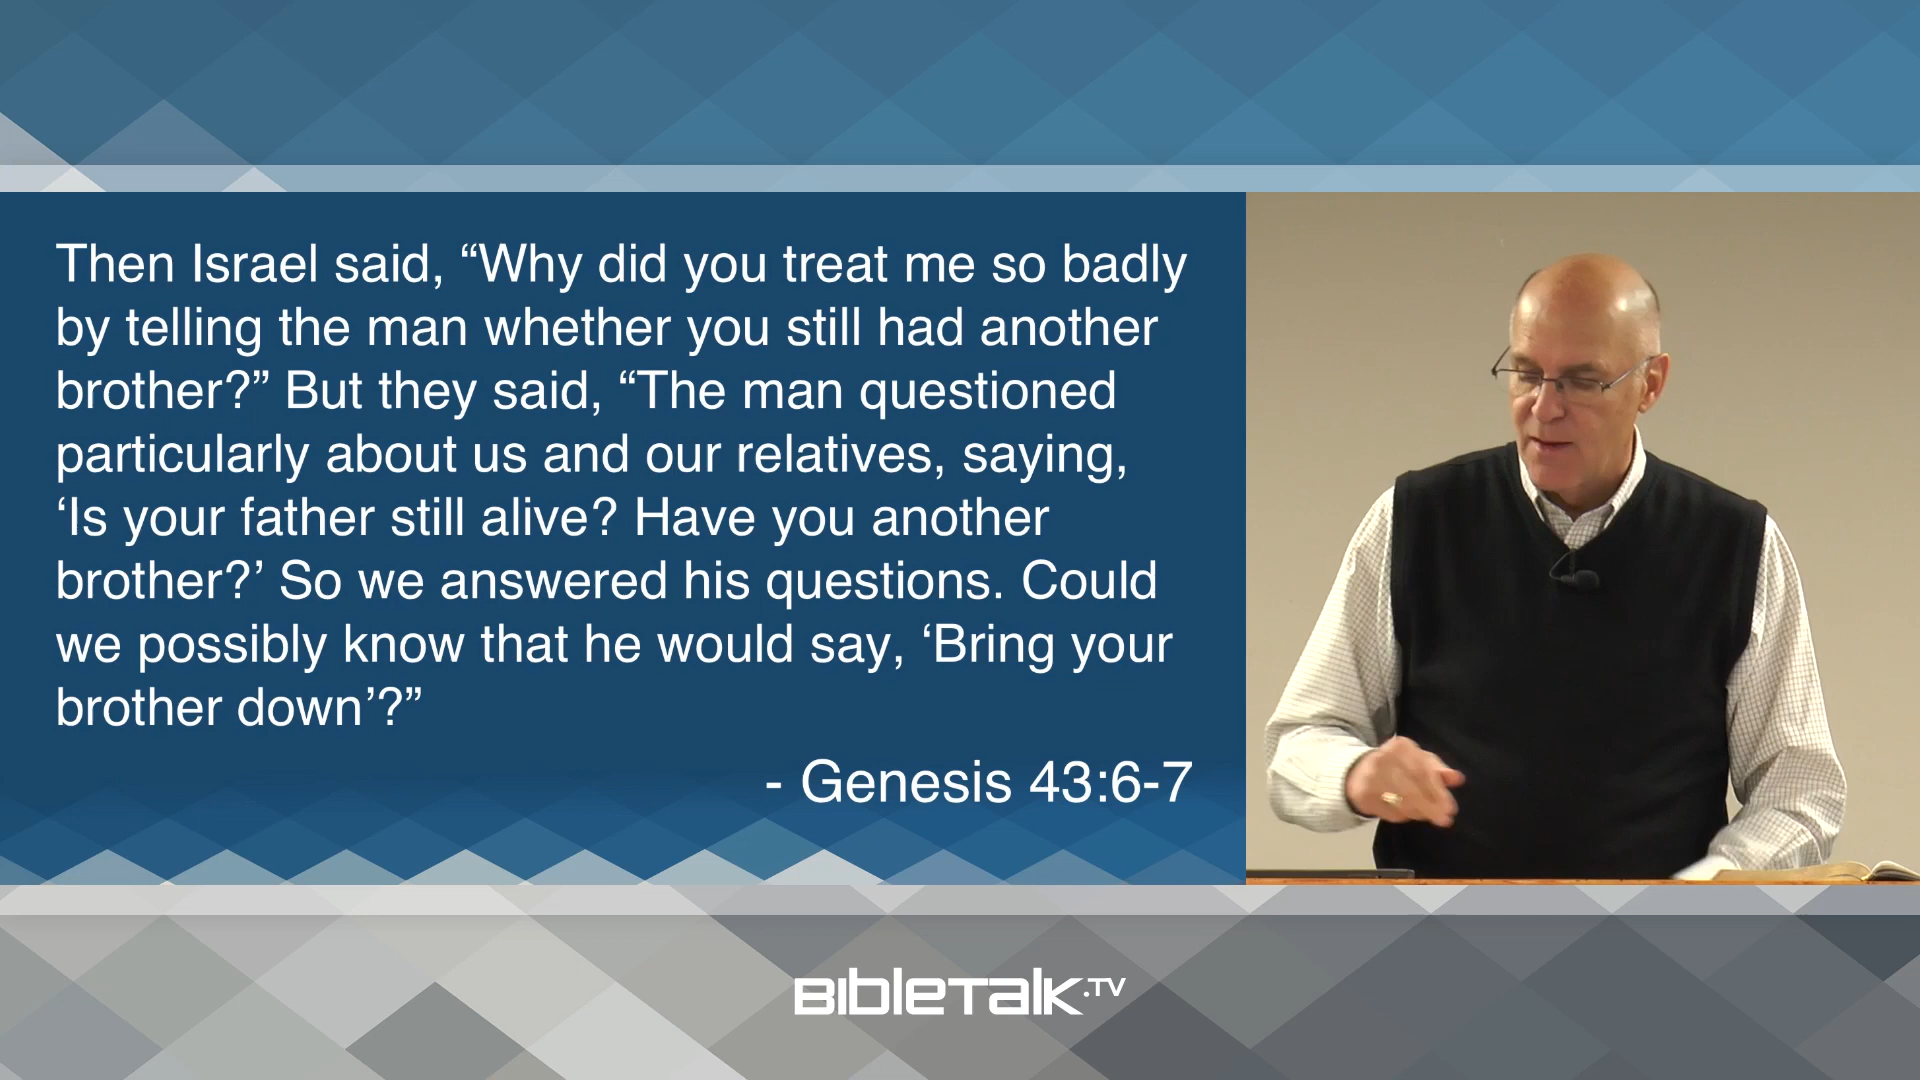 Then Israel said, “Why did you treat me so badly
by telling the man whether you still had another
brother?” But they said, “The man questioned
particularly about us and our relatives, saying,
‘Is your father still alive? Have you another
brother?’ So we answered his questions. Could
we possibly know that he would say, ‘Bring your
brother down’?”
- Genesis 43:6-7
BibleTalk.TV